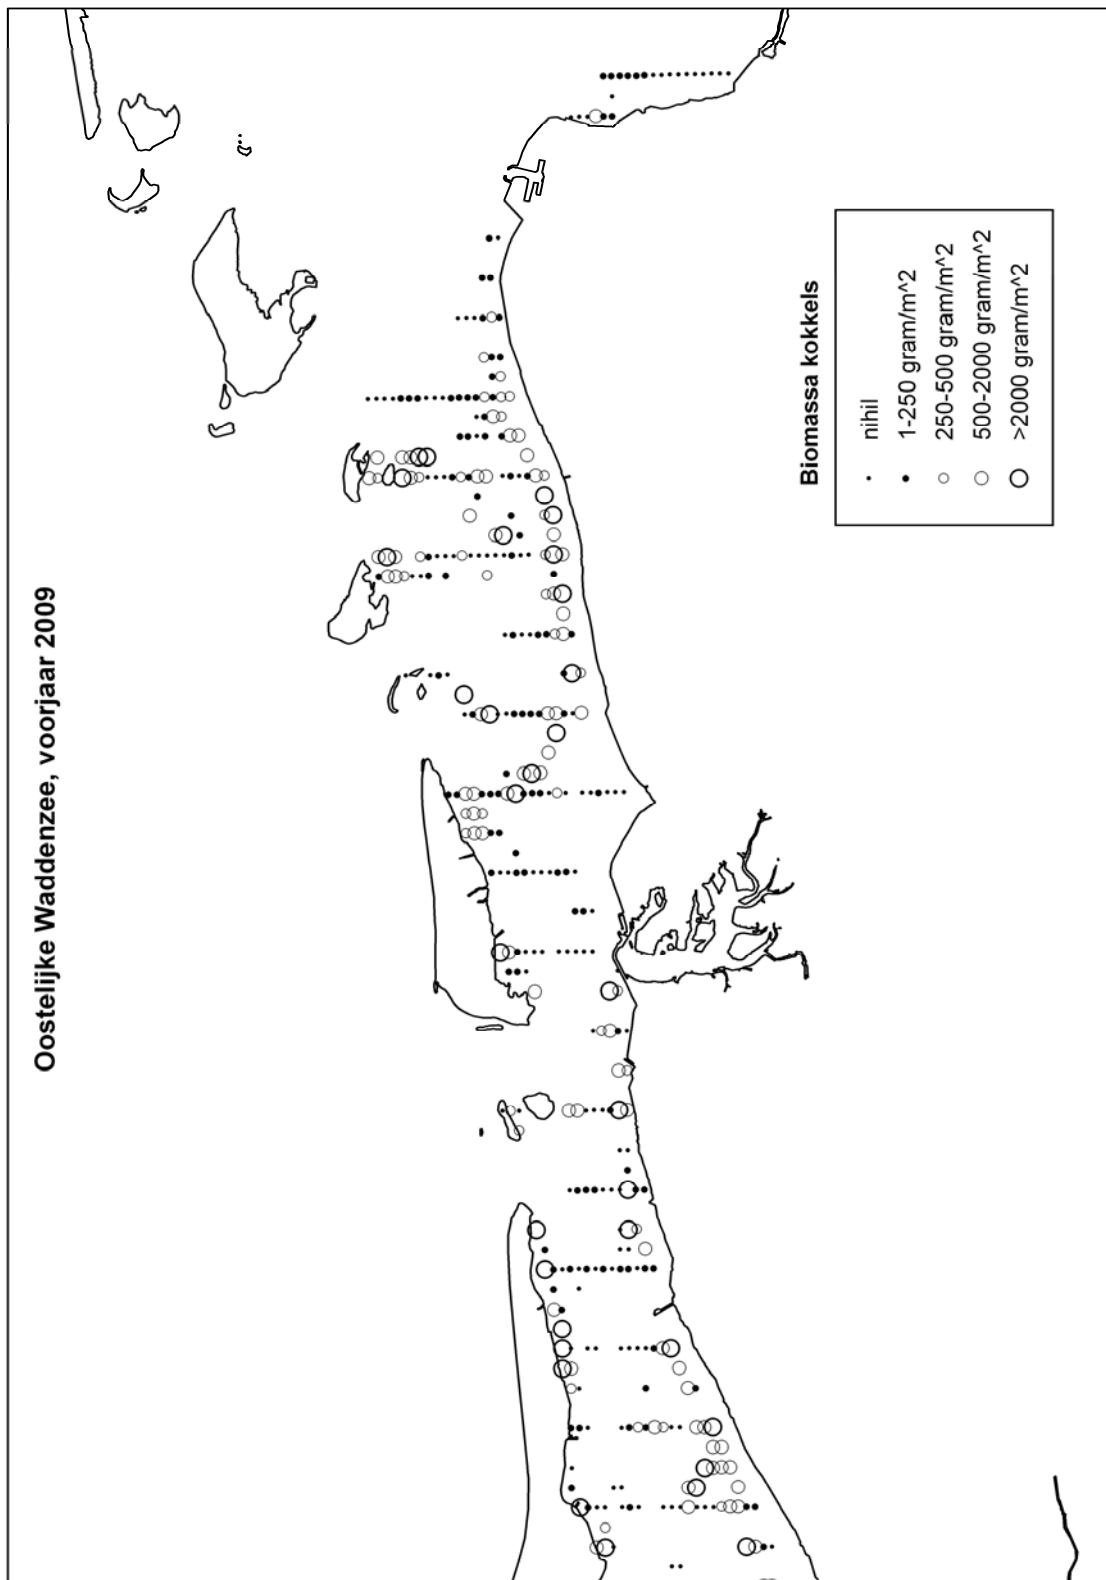 Oostelijke Waddenzee, voorjaar 2009
Biomassa kokkels
nihil
1-250 gram/m^2
250-500 gram/m^2
500-2000 gram/m^2
>2000 gram/m^2